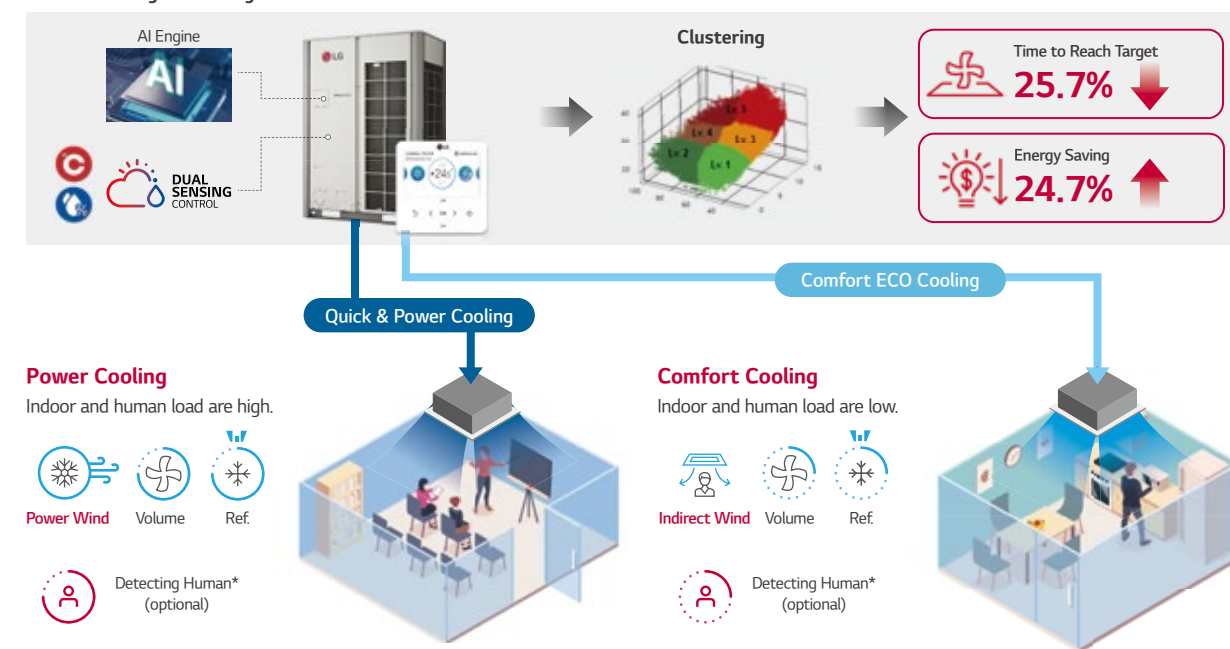 AI Engine
AI
DUAL
SENSING
CONTROL
LG
Clustering
Lv. 4
Lv. 3
Lv. 2
Lv. 1
Time to Reach Target
25.7%
Energy Saving
24.7%
Comfort ECO Cooling
Quick & Power Cooling
Power Cooling
Indoor and human load are high.
Power Wind
Volume
Ref.
Detecting Human*
(optional)
Comfort Cooling
Indoor and human load are low.
Indirect Wind
Volume
Ref.
Detecting Human*
(optional)